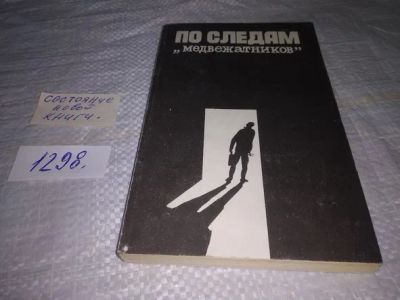 ПО СЛЕДАМ
„медвежатников”
состояние
новой
книги.
1298.